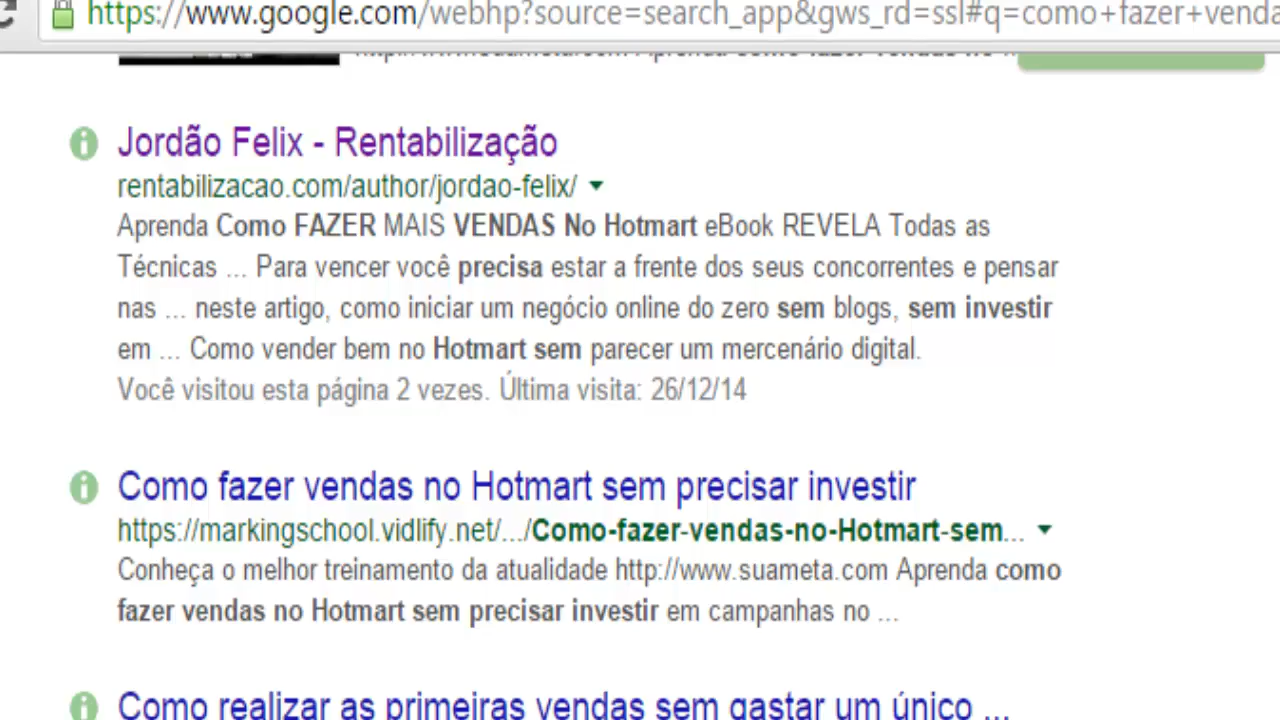 https://www.google.com/webhp?source=search_app&gws_rd=ssl#q=como+fazer+venda
Jordão Felix - Rentabilização
rentabilizacao.com/author/jordao-felix/
Aprenda Como FAZER MAIS VENDAS No Hotmart eBook REVELA Todas as
Técnicas ... Para vencer você precisa estar a frente dos seus concorrentes e pensar
nas ... neste artigo, como iniciar um negócio online do zero sem blogs, sem investir
em ... Como vender bem no Hotmart sem parecer um mercenário digital.
Você visitou esta página 2 vezes. Última visita: 26/12/14
Como fazer vendas no Hotmart sem precisar investir
https://markingschool.vidlify.net/.../Como-fazer-vendas-no-Hotmart-sem...
Conheça o melhor treinamento da atualidade http://www.suameta.com Aprenda como
fazer vendas no Hotmart sem precisar investir em campanhas no ...
Como realizar as primeiras vendas sem gastar um único ...